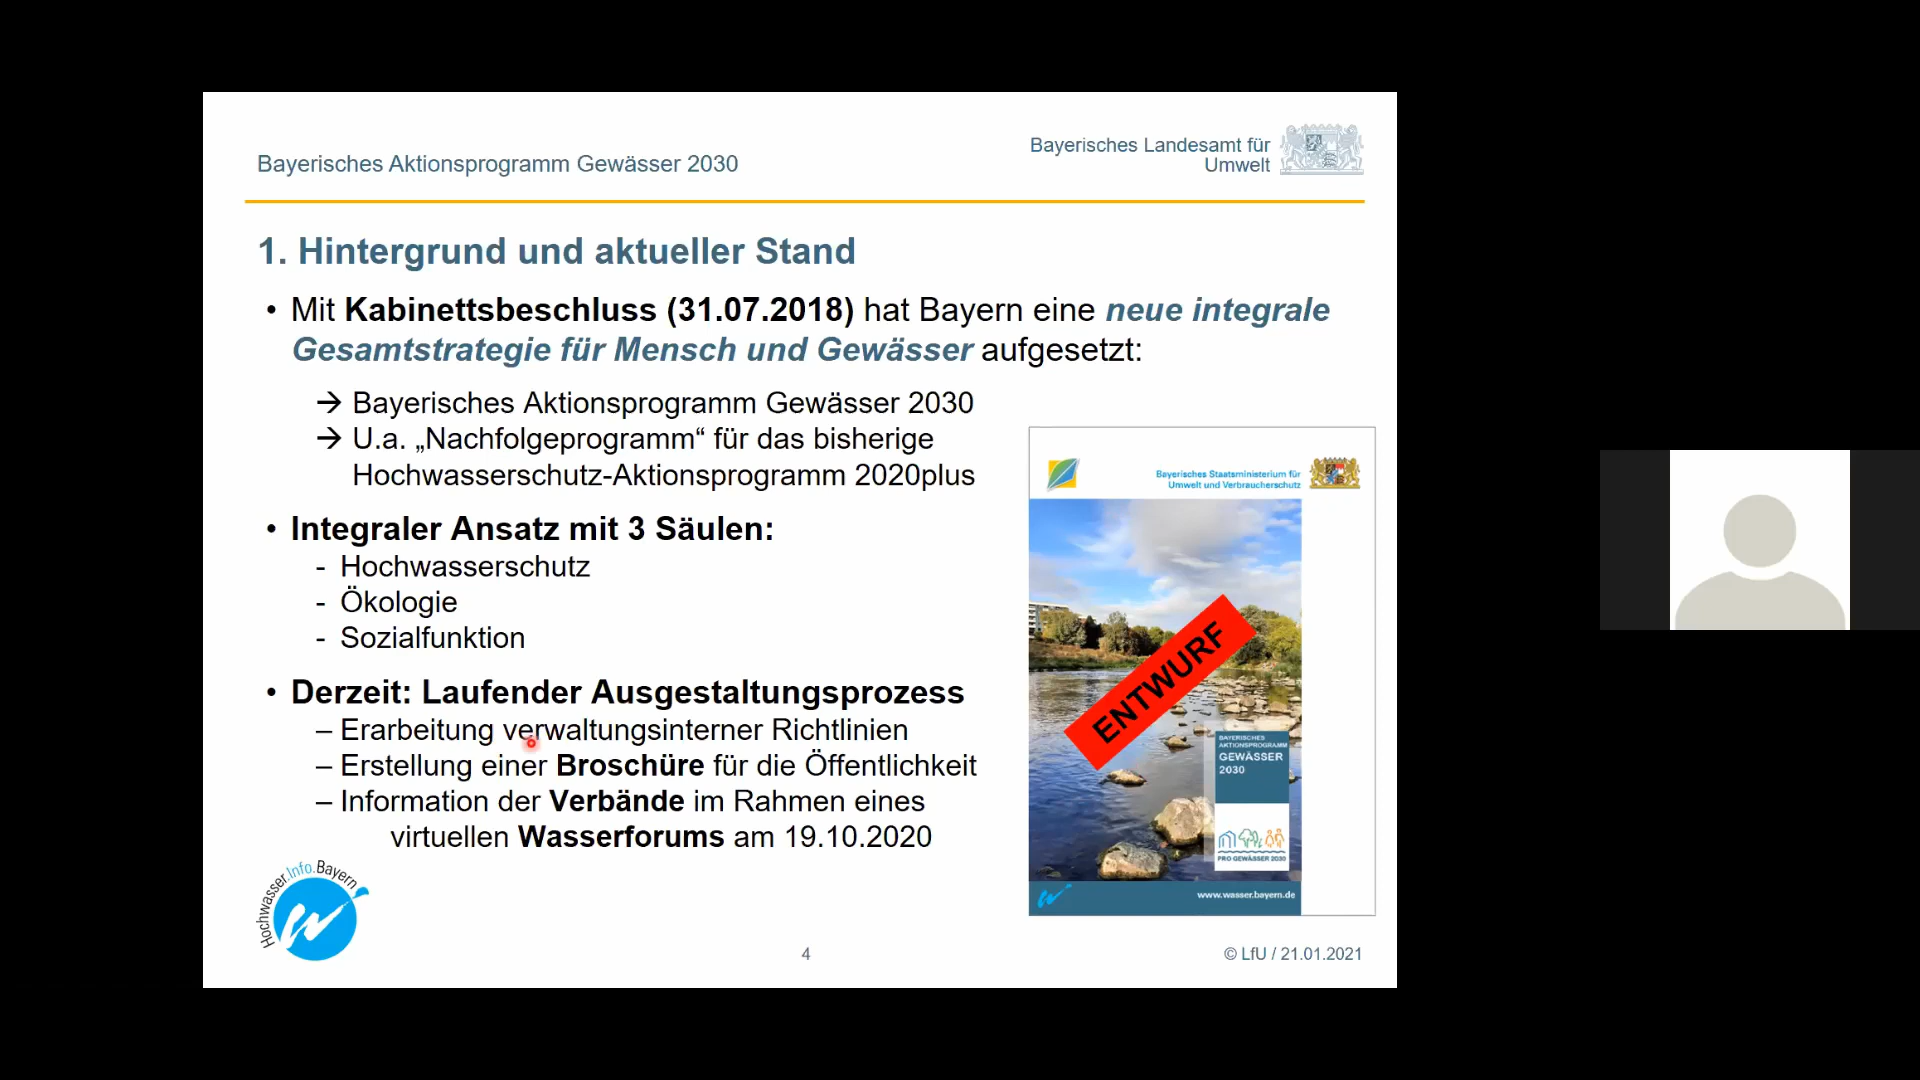 Bayerisches Aktionsprogramm Gewässer 2030
Bayerisches Landesamt für
Umwelt
1. Hintergrund und aktueller Stand
• Mit Kabinettsbeschluss (31.07.2018) hat Bayern eine neue integrale
Gesamtstrategie für Mensch und Gewässer aufgesetzt:
→ Bayerisches Aktionsprogramm Gewässer 2030
→ U.a. „Nachfolgeprogramm“ für das bisherige
Hochwasserschutz-Aktionsprogramm 2020plus
• Integraler Ansatz mit 3 Säulen:
- Hochwasserschutz
- Ökologie
- Sozialfunktion
• Derzeit: Laufender Ausgestaltungsprozess
– Erarbeitung verwaltungsinterner Richtlinien
– Erstellung einer Broschüre für die Öffentlichkeit
– Information der Verbände im Rahmen eines
virtuellen Wasserforums am 19.10.2020
Bayerisches Staatsministerium für
Umwelt und Verbraucherschutz
ENTWURF
BAYERISCHES
AKTIONSPROGRAMM
GEWÄSSER
2030
PRO GEWÄSSER 2030
www.wasser.bayern.de
Hochwasser.Info.Bayern
4
© LfU / 21.01.2021